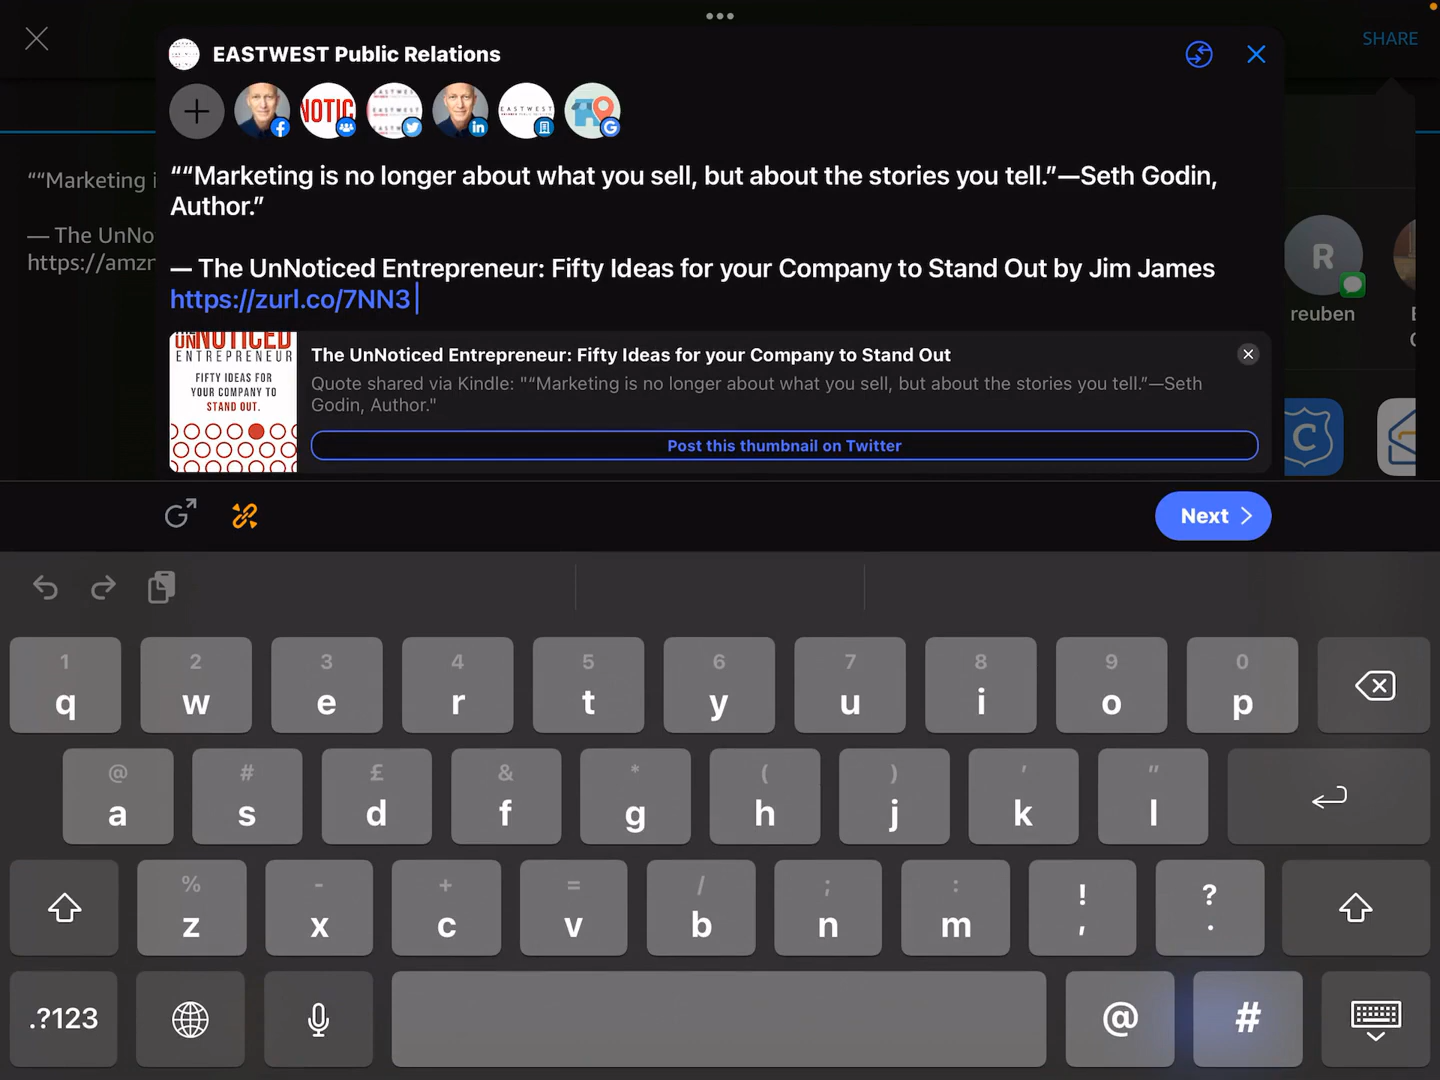 SHARE
EASTWEST Public Relations
NOTIC
EASTWEST
““Marketing is no longer about what you sell, but about the stories you tell.”—Seth Godin,
Author.”
— The UnNoticed Entrepreneur: Fifty Ideas for your Company to Stand Out by Jim James
https://zurl.co/7NN3
““Marketing i
— The UnNo
https://amzr
R
reuben
UNNOTICED
ENTREPRENEUR
FIFTY IDEAS FOR
YOUR COMPANY TO
STAND OUT.
The UnNoticed Entrepreneur: Fifty Ideas for your Company to Stand Out
Quote shared via Kindle: "“Marketing is no longer about what you sell, but about the stories you tell.”—Seth
Godin, Author."
Post this thumbnail on Twitter
C
Next
1 2 3 4 5 6 7 8 9 0
q w e r t y u i o p
@ # £ & * ( ) ' "
a s d f g h j k l
% - + = / ; : ! ?
z x c v b n m , .
.?123 @ #